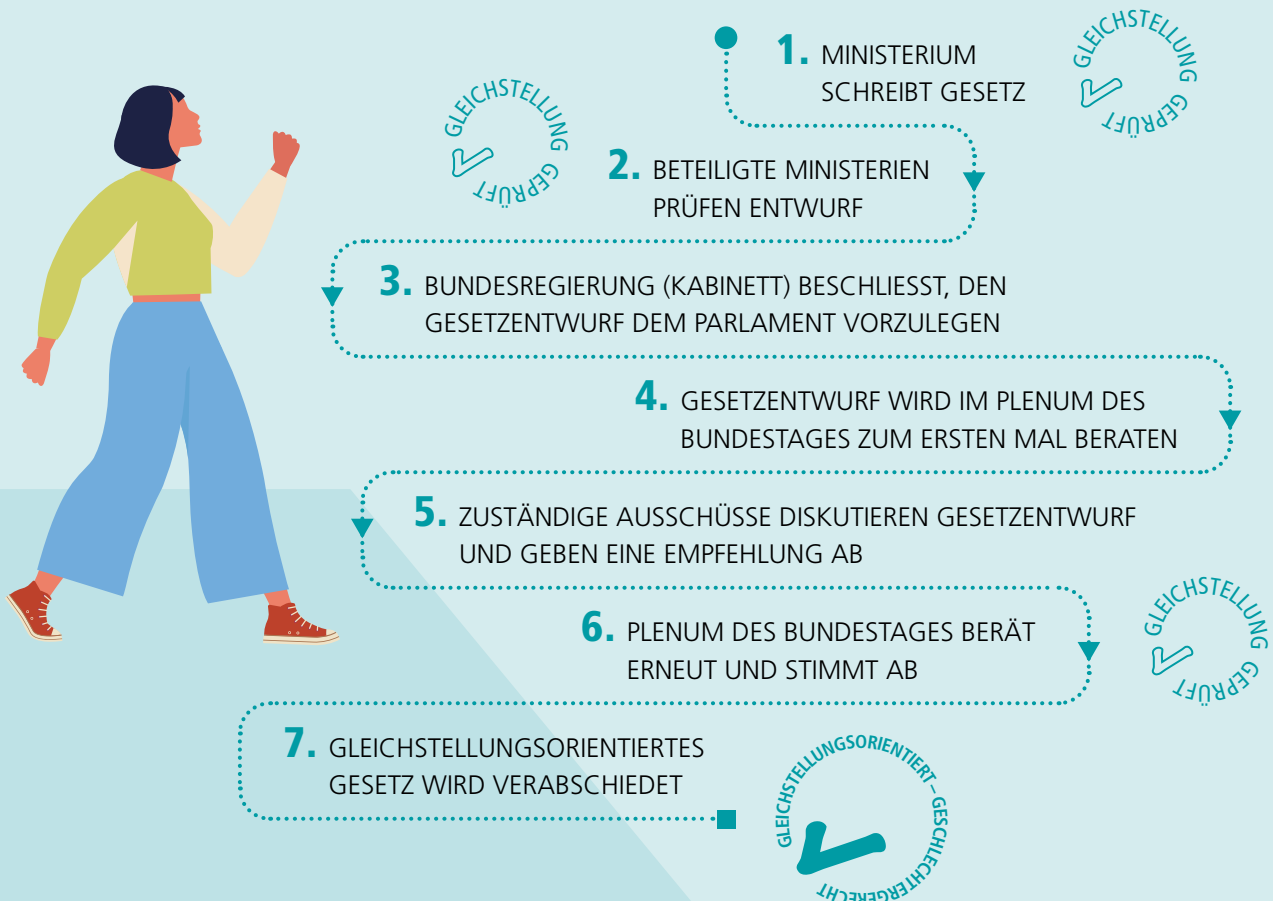 1. MINISTERIUM
SCHREIBT GESETZ
GLEICHSTELLUNG GEPRÜFT
2. BETEILIGTE MINISTERIEN
PRÜFEN ENTWURF
GLEICHSTELLUNG GEPRÜFT
3. BUNDESREGIERUNG (KABINETT) BESCHLIESST, DEN
GESETZENTWURF DEM PARLAMENT VORZULEGEN
4. GESETZENTWURF WIRD IM PLENUM DES
BUNDESTAGES ZUM ERSTEN MAL BERATEN
5. ZUSTÄNDIGE AUSSCHÜSSE DISKUTIEREN GESETZENTWURF
UND GEBEN EINE EMPFEHLUNG AB
6. PLENUM DES BUNDESTAGES BERÄT
ERNEUT UND STIMMT AB
GLEICHSTELLUNG GEPRÜFT
7. GLEICHSTELLUNGSORIENTIERTES
GESETZ WIRD VERABSCHIEDET
GLEICHSTELLUNGSORIENTIERT – GESCHLECHTERGERECHT